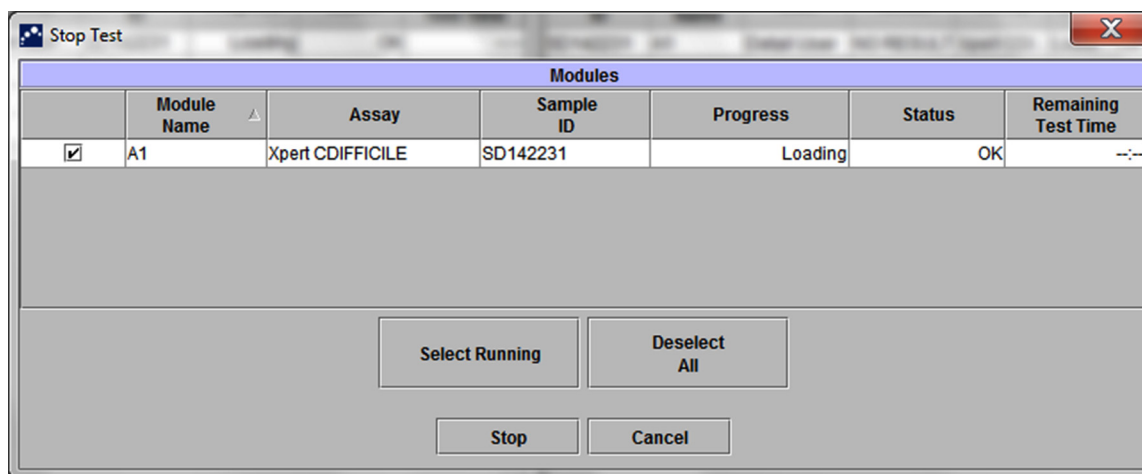 Stop Test
Modules
Module Name
Assay
Sample ID
Progress
Status
Remaining Test Time
A1
Xpert CDIFFICILE
SD142231
Loading
OK
--:--
Select Running
Deselect All
Stop
Cancel